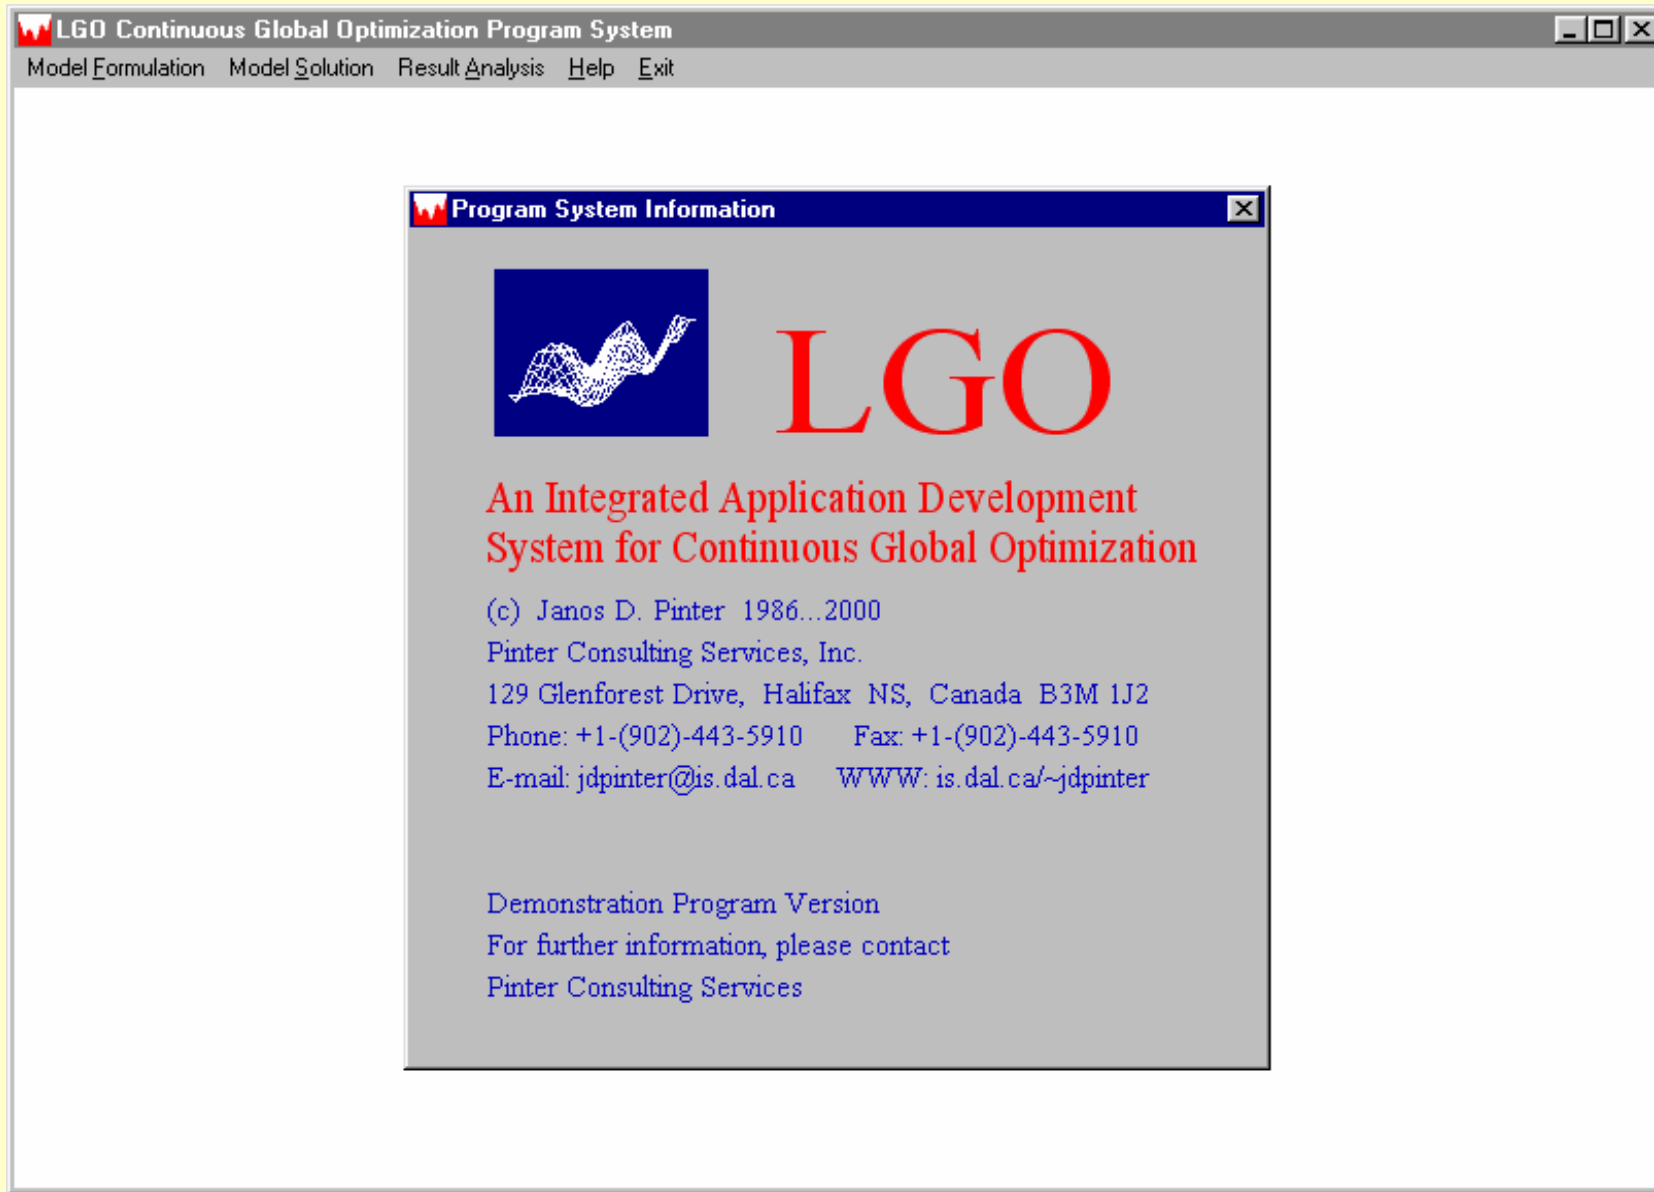 LGO Continuous Global Optimization Program System
Model Formulation Model Solution Result Analysis Help Exit
Program System Information
LGO
An Integrated Application Development
System for Continuous Global Optimization
(c) Janos D. Pinter 1986...2000
Pinter Consulting Services, Inc.
129 Glenforest Drive, Halifax NS, Canada B3M 1J2
Phone: +1-(902)-443-5910 Fax: +1-(902)-443-5910
E-mail: jdpinter@is.dal.ca WWW: is.dal.ca/~jdpinter
Demonstration Program Version
For further information, please contact
Pinter Consulting Services